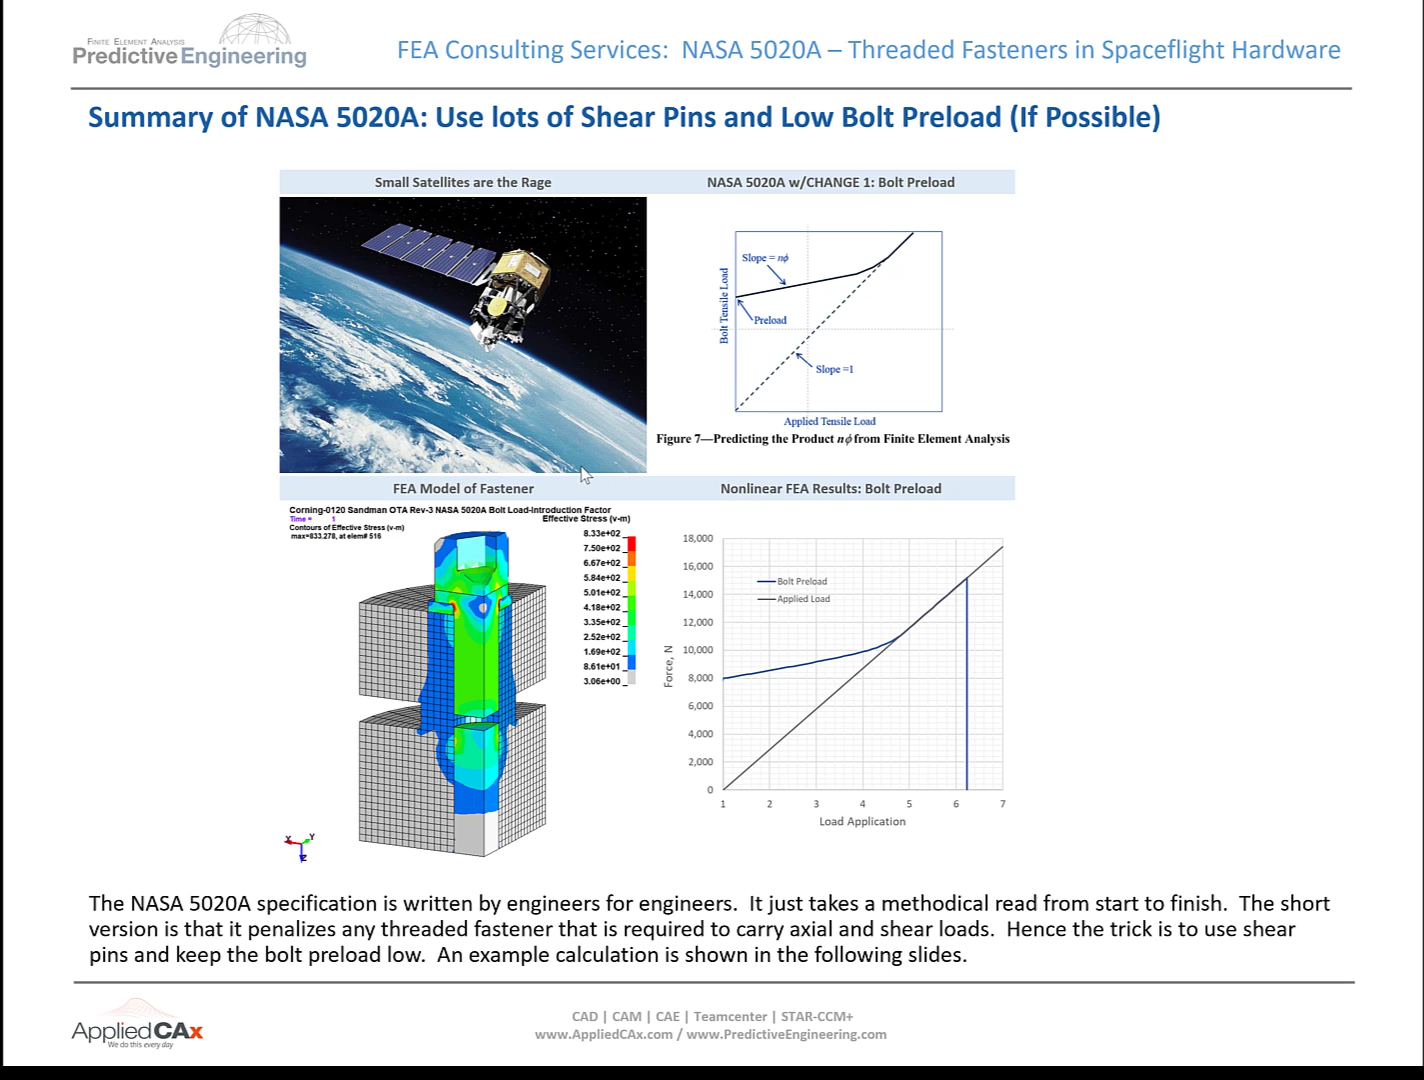 FINITE ELEMENT ANALYSIS
PredictiveEngineering
FEA Consulting Services:  NASA 5020A – Threaded Fasteners in Spaceflight Hardware
Summary of NASA 5020A: Use lots of Shear Pins and Low Bolt Preload (If Possible)
Small Satellites are the Rage
NASA 5020A w/CHANGE 1: Bolt Preload
Slope = nϕ
Preload
Slope =1
Bolt Tensile Load
Applied Tensile Load
Figure 7—Predicting the Product nϕ from Finite Element Analysis
FEA Model of Fastener
Nonlinear FEA Results: Bolt Preload
Corning-0120 Sandman OTA Rev-3 NASA 5020A Bolt Load-Introduction Factor
Time = 1
Contours of Effective Stress (v-m)
max=833.278, at elem# 516
Effective Stress (v-m)
8.33e+02
7.50e+02
6.67e+02
5.84e+02
5.01e+02
4.18e+02
3.35e+02
2.52e+02
1.69e+02
8.61e+01
3.06e+00
X
Y
Z
18,000
16,000
14,000
12,000
10,000
8,000
6,000
4,000
2,000
0
Force, N
Bolt Preload
Applied Load
1 2 3 4 5 6 7
Load Application
The NASA 5020A specification is written by engineers for engineers.  It just takes a methodical read from start to finish.  The short
version is that it penalizes any threaded fastener that is required to carry axial and shear loads.  Hence the trick is to use shear
pins and keep the bolt preload low.  An example calculation is shown in the following slides.
AppliedCAx
We do this every day
CAD | CAM | CAE | Teamcenter | STAR-CCM+
www.AppliedCAx.com / www.PredictiveEngineering.com